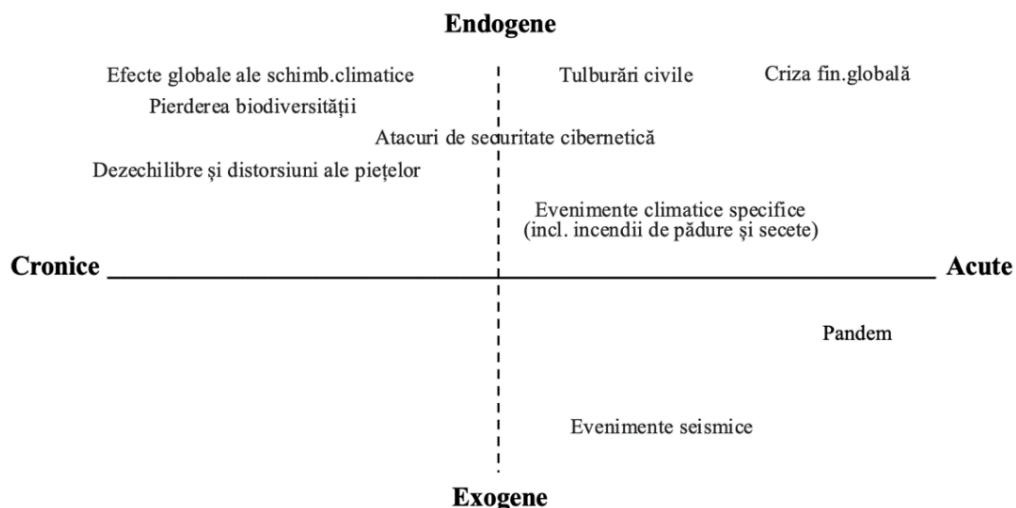 Endogene
Efecte globale ale schimb.climatice
Tulburări civile
Criza fin.globală
Pierderea biodiversității
Atacuri de securitate cibernetică
Dezechilibre și distorsiuni ale piețelor
Evenimente climatice specifice
(incl. incendii de pădure și secete)
Cronice
Acute
Pandem
Evenimente seismice
Exogene